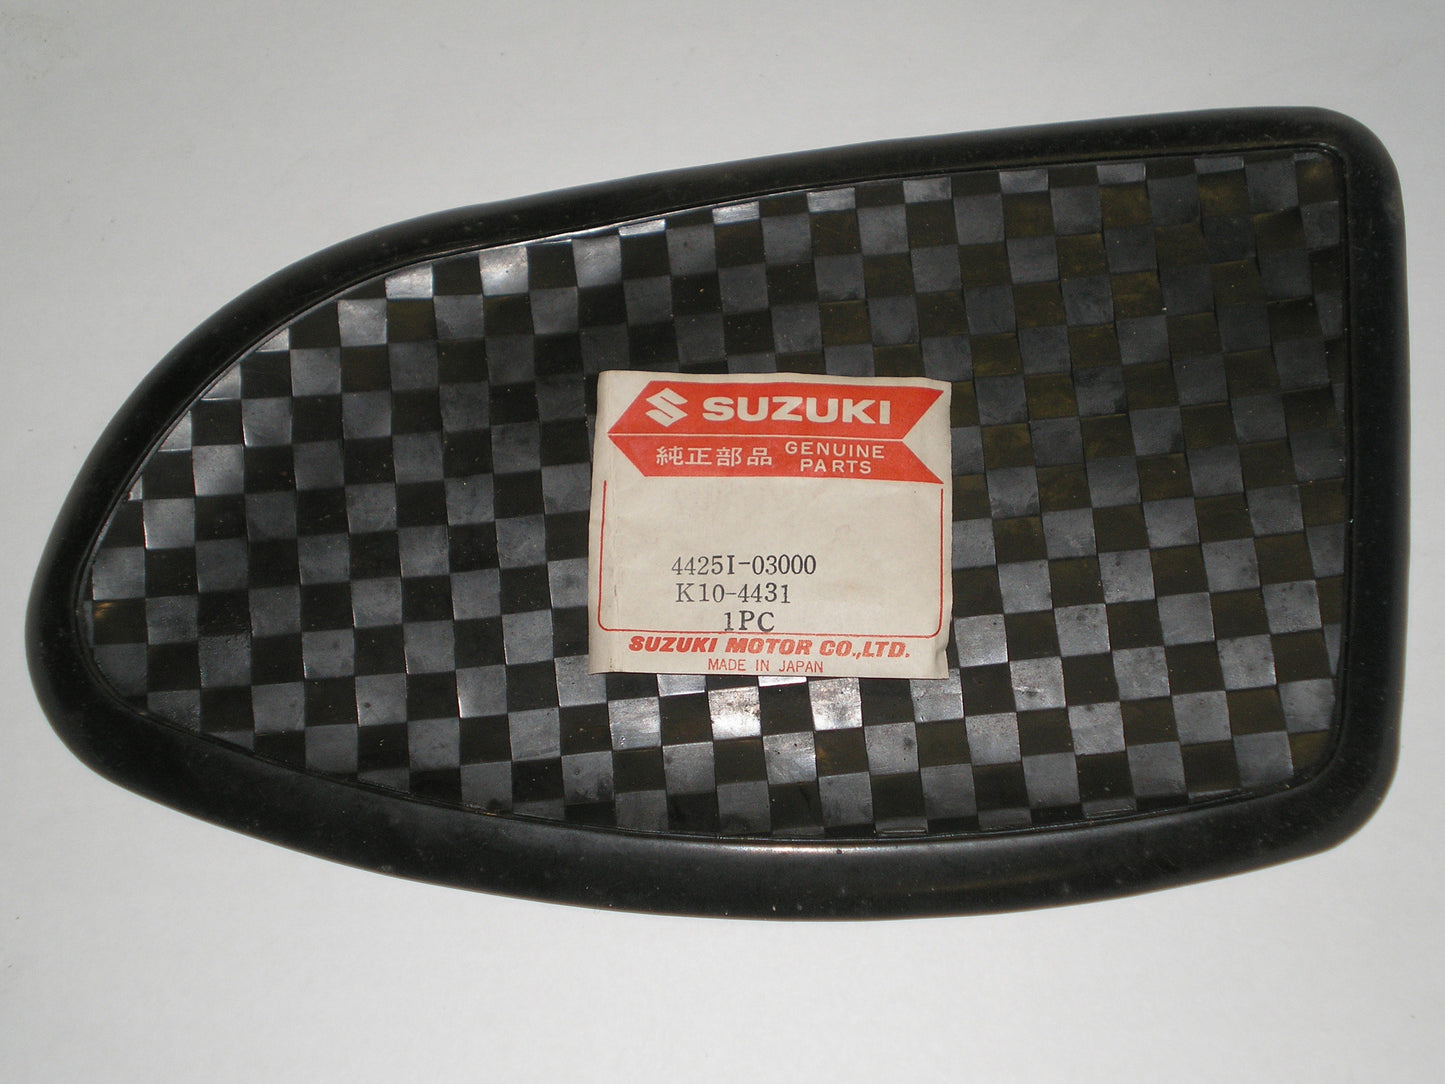 SUZUKI
純正部品 GENUINE PARTS
44251-03000
K10-4431
1PC
SUZUKI MOTOR CO.,LTD.
MADE IN JAPAN